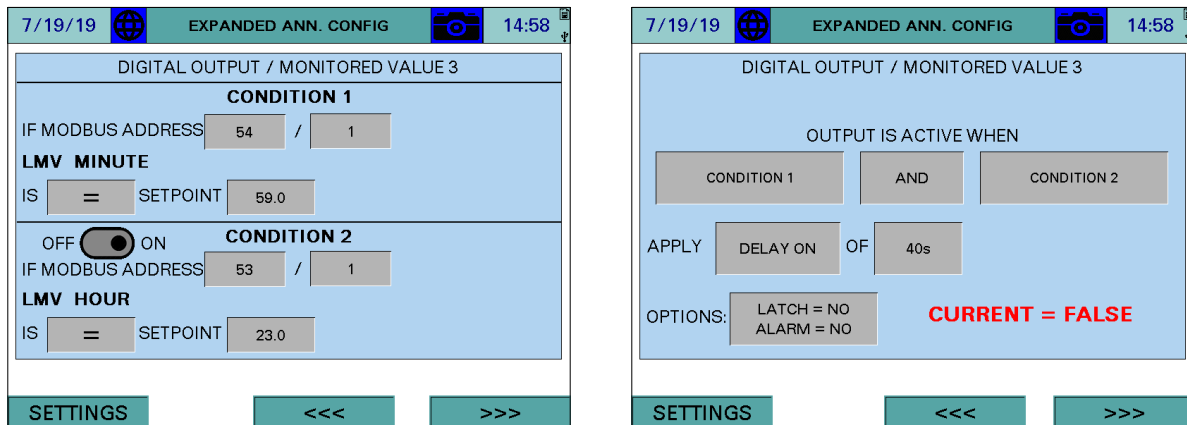 7/19/19 EXPANDED ANN. CONFIG 14:58
DIGITAL OUTPUT / MONITORED VALUE 3
CONDITION 1
IF MODBUS ADDRESS 54 / 1
LMV MINUTE
IS = SETPOINT 59.0
OFF ON CONDITION 2
IF MODBUS ADDRESS 53 / 1
LMV HOUR
IS = SETPOINT 23.0
SETTINGS <<< >>>
7/19/19 EXPANDED ANN. CONFIG 14:58
DIGITAL OUTPUT / MONITORED VALUE 3
OUTPUT IS ACTIVE WHEN
CONDITION 1 AND CONDITION 2
APPLY DELAY ON OF 40s
OPTIONS: LATCH = NO
ALARM = NO
CURRENT = FALSE
SETTINGS <<< >>>